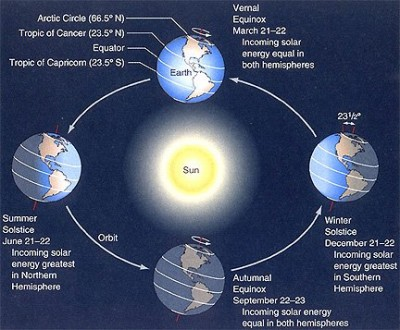 Arctic Circle (66.5° N)
Tropic of Cancer (23.5° N)
Equator
Tropic of Capricorn (23.5° S)
Earth
Vernal
Equinox
March 21–22
Incoming solar
energy equal in
both hemispheres
23½°
Sun
Summer
Solstice
June 21–22
Incoming solar
energy greatest
in Northern
Hemisphere
Orbit
Winter
Solstice
December 21–22
Incoming solar
energy greatest
in Southern
Hemisphere
Autumnal
Equinox
September 22–23
Incoming solar energy
equal in both hemispheres